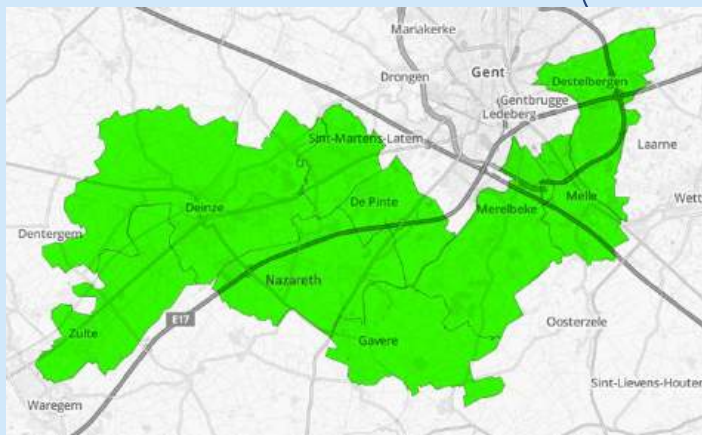 Mariakerke
Gent
Drongen
Destelbergen
Gentbrugge
Ledeberg
Sint-Martens-Latem
Laarne
De Pinte
Melle
Wett
Deinze
Merelbeke
Dentergem
Nazareth
E17
Oosterzele
Zulte
Gavere
Sint-Lievens-Houter
Waregem